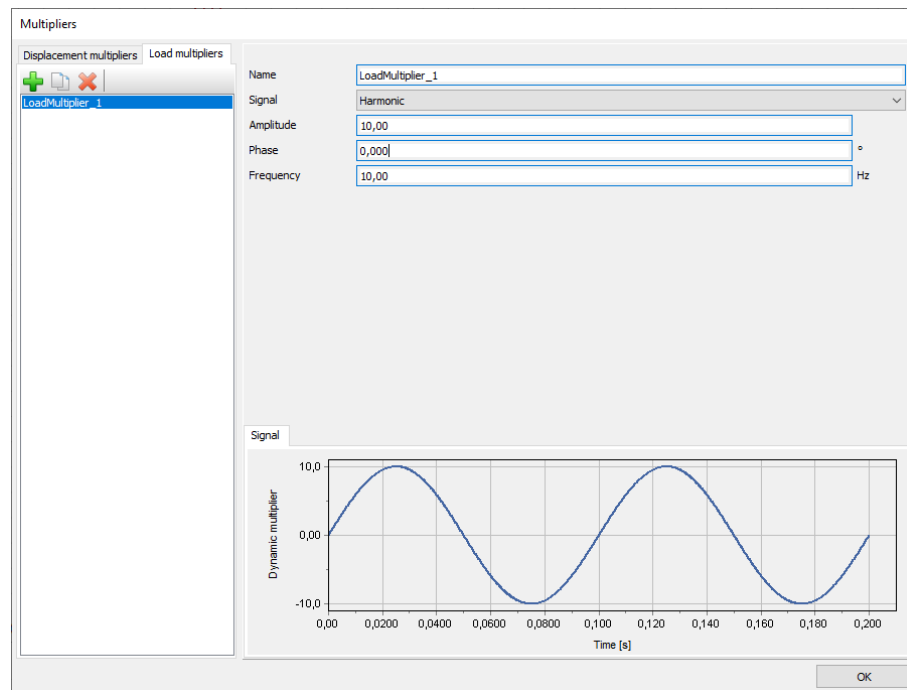 Multipliers
Displacement multipliers Load multipliers
LoadMultiplier_1
Name LoadMultiplier_1
Signal Harmonic
Amplitude 10,00
Phase 0,000 °
Frequency 10,00 Hz
Signal
10,0
0,00
-10,0
Dynamic multiplier
0,00 0,0200 0,0400 0,0600 0,0800 0,100 0,120 0,140 0,160 0,180 0,200
Time [s]
OK